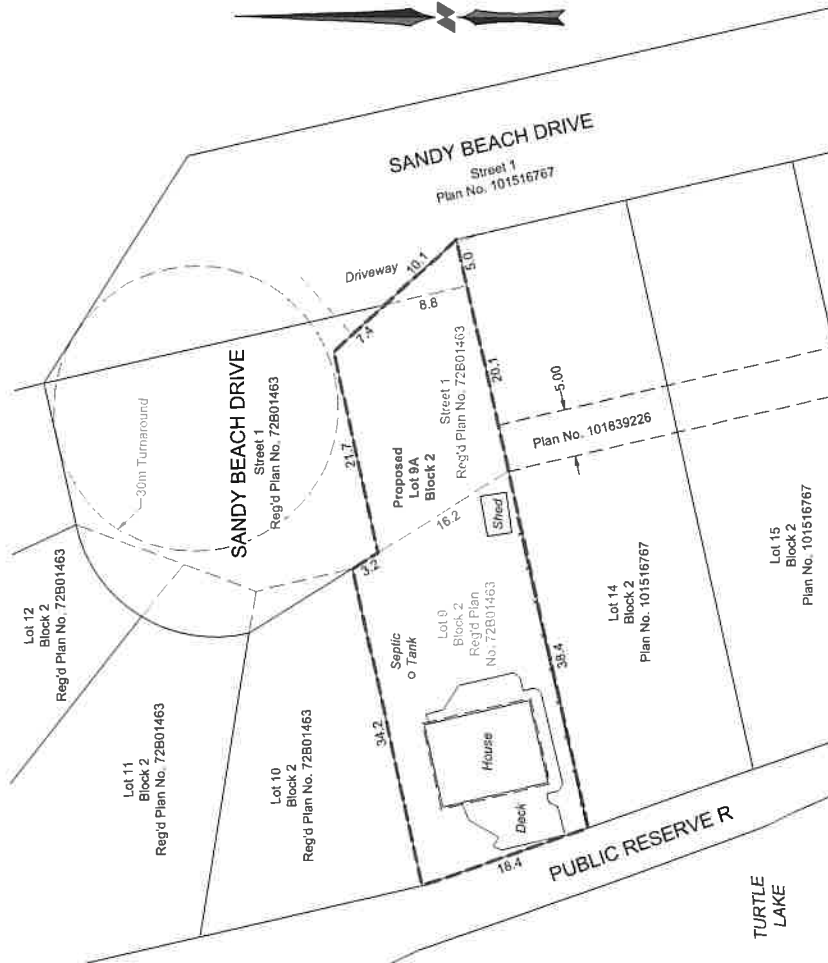 SANDY BEACH DRIVE
Street 1
Plan No. 101516767
Driveway
10.1
5.0
8.8
7.4
30m Turnaround
SANDY BEACH DRIVE
Street 1
Reg'd Plan No. 72B01463
21.7
Proposed
Lot 9A
Block 2
Street 1
Reg'd Plan No. 72B01463
20.1
5.00
Plan No. 101839226
16.2
Shed
3.2
Lot 12
Block 2
Reg'd Plan No. 72B01463
Lot 11
Block 2
Reg'd Plan No. 72B01463
Lot 10
Block 2
Reg'd Plan No. 72B01463
34.2
Septic
Tank
Lot 9
Block 2
Reg'd Plan
No. 72B01463
38.4
House
Deck
18.4
Lot 14
Block 2
Plan No. 101516767
Lot 15
Block 2
Plan No. 101516767
PUBLIC RESERVE R
TURTLE
LAKE